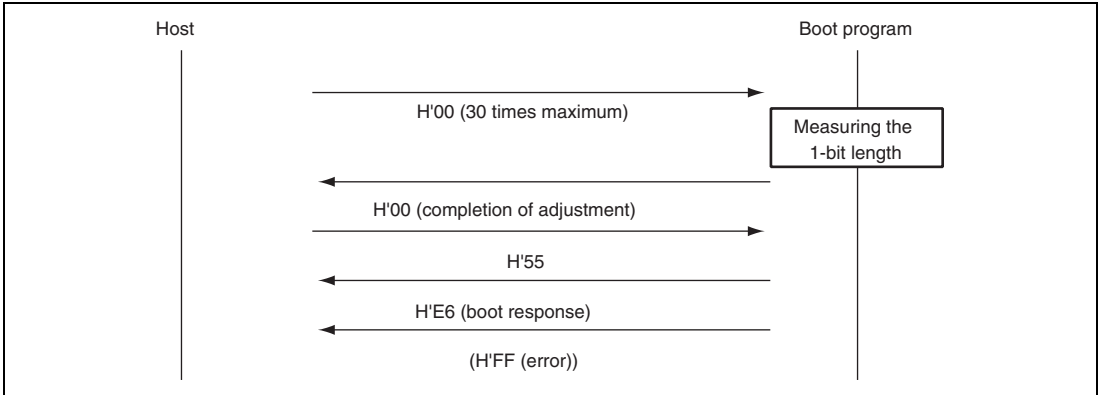 Host
Boot program
H'00 (30 times maximum)
Measuring the
1-bit length
H'00 (completion of adjustment)
H'55
H'E6 (boot response)
(H'FF (error))